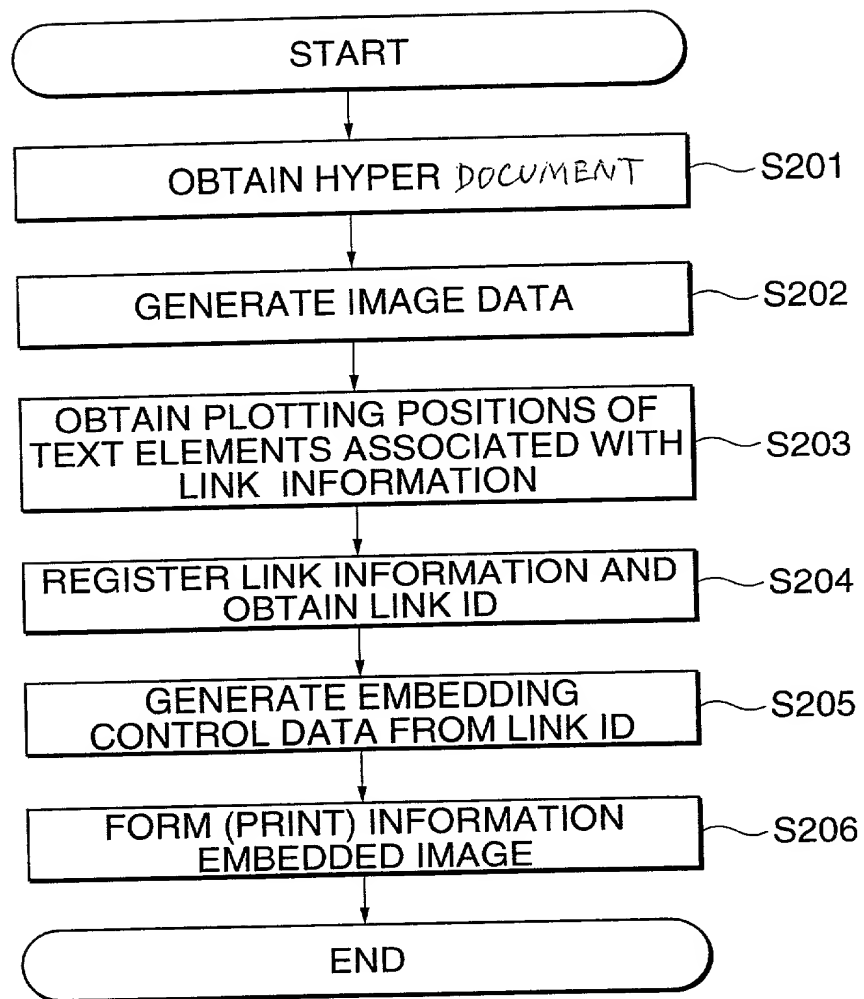 START
OBTAIN HYPER DOCUMENT
S201
GENERATE IMAGE DATA
S202
OBTAIN PLOTTING POSITIONS OF
TEXT ELEMENTS ASSOCIATED WITH
LINK INFORMATION
S203
REGISTER LINK INFORMATION AND
OBTAIN LINK ID
S204
GENERATE EMBEDDING
CONTROL DATA FROM LINK ID
S205
FORM (PRINT) INFORMATION
EMBEDDED IMAGE
S206
END